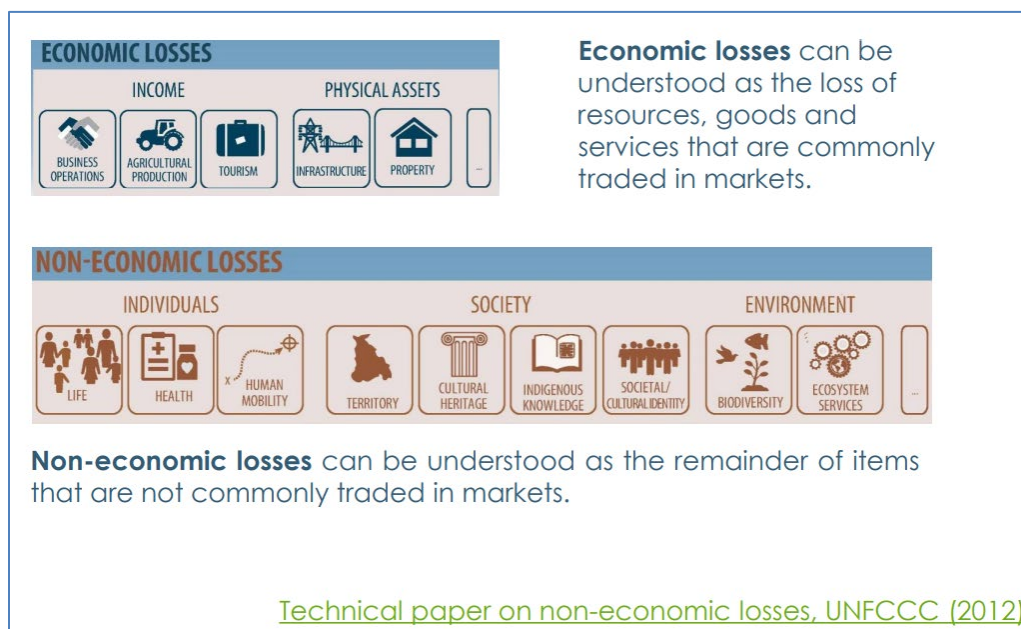 ECONOMIC LOSSES
INCOME
PHYSICAL ASSETS
BUSINESS
OPERATIONS
AGRICULTURAL
PRODUCTION
TOURISM
INFRASTRUCTURE
PROPERTY
...
Economic losses can be
understood as the loss of
resources, goods and
services that are commonly
traded in markets.
NON-ECONOMIC LOSSES
INDIVIDUALS
SOCIETY
ENVIRONMENT
LIFE
HEALTH
X
HUMAN
MOBILITY
TERRITORY
CULTURAL
HERITAGE
INDIGENOUS
KNOWLEDGE
SOCIETAL/
CULTURAL IDENTITY
BIODIVERSITY
ECOSYSTEM
SERVICES
...
Non-economic losses can be understood as the remainder of items
that are not commonly traded in markets.
Technical paper on non-economic losses, UNFCCC (2012)